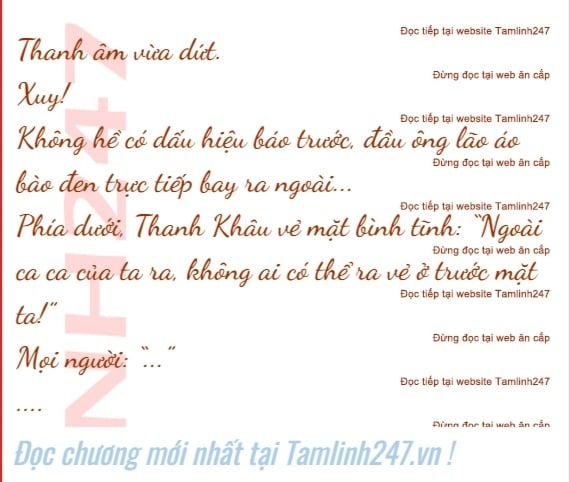 Đọc tiếp tại website Tamlinh247
Thanh âm vừa dứt.
Đừng đọc tại web ăn cắp
Xuy!
Đọc tiếp tại website Tamlinh247
Không hề có dấu hiệu báo trước, đầu ông lão áo
Đừng đọc tại web ăn cắp
bào đen trực tiếp bay ra ngoài...
Đọc tiếp tại website Tamlinh247
Phía dưới, Thanh Khâu vẻ mặt bình tĩnh: “Ngoài
Đừng đọc tại web ăn cắp
ca ca của ta ra, không ai có thể ra vẻ ở trước mặt
Đọc tiếp tại website Tamlinh247
ta!”
Đừng đọc tại web ăn cắp
Mọi người: “...”
Đọc tiếp tại website Tamlinh247
....
Đừng đọc tại web ăn cắp
NH247
Đọc chương mới nhất tại Tamlinh247.vn !